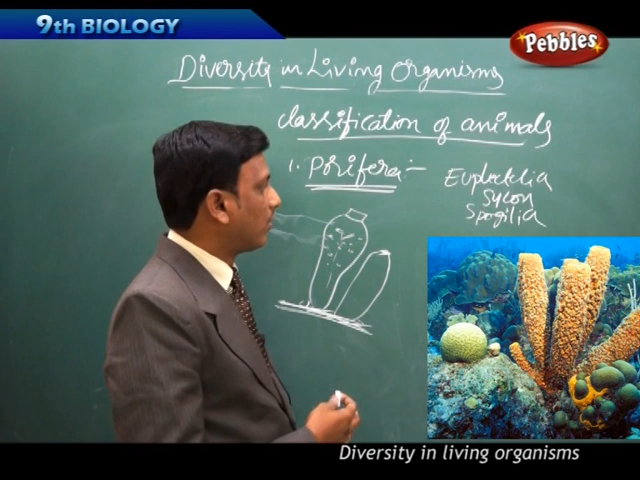 9th BIOLOGY
Pebbles
Diversity in Living Organisms
Classification of animals
1. Porifera:-
Euplectelia
Sycon
Spogilia
Diversity in living organisms